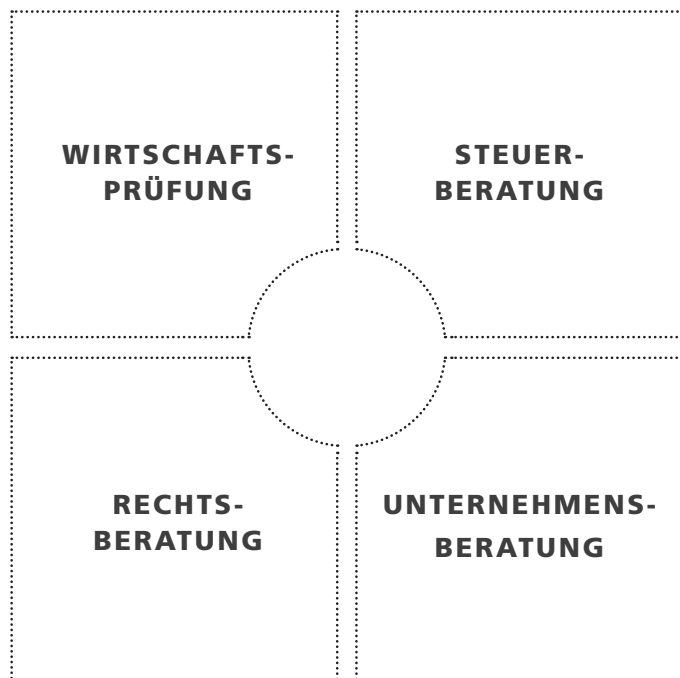 WIRTSCHAFTS-
PRÜFUNG
STEUER-
BERATUNG
RECHTS-
BERATUNG
UNTERNEHMENS-
BERATUNG